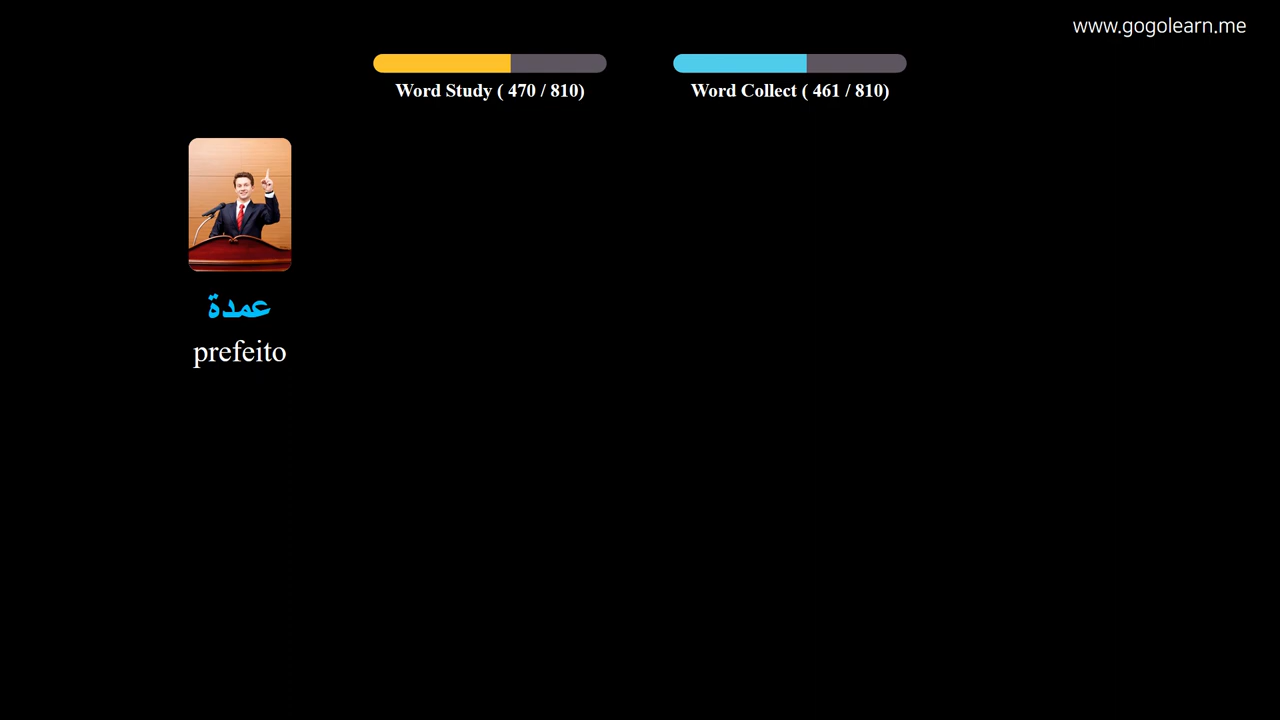 www.gogolearn.me
Word Study ( 470 / 810)
Word Collect ( 461 / 810)
عمدة
prefeito